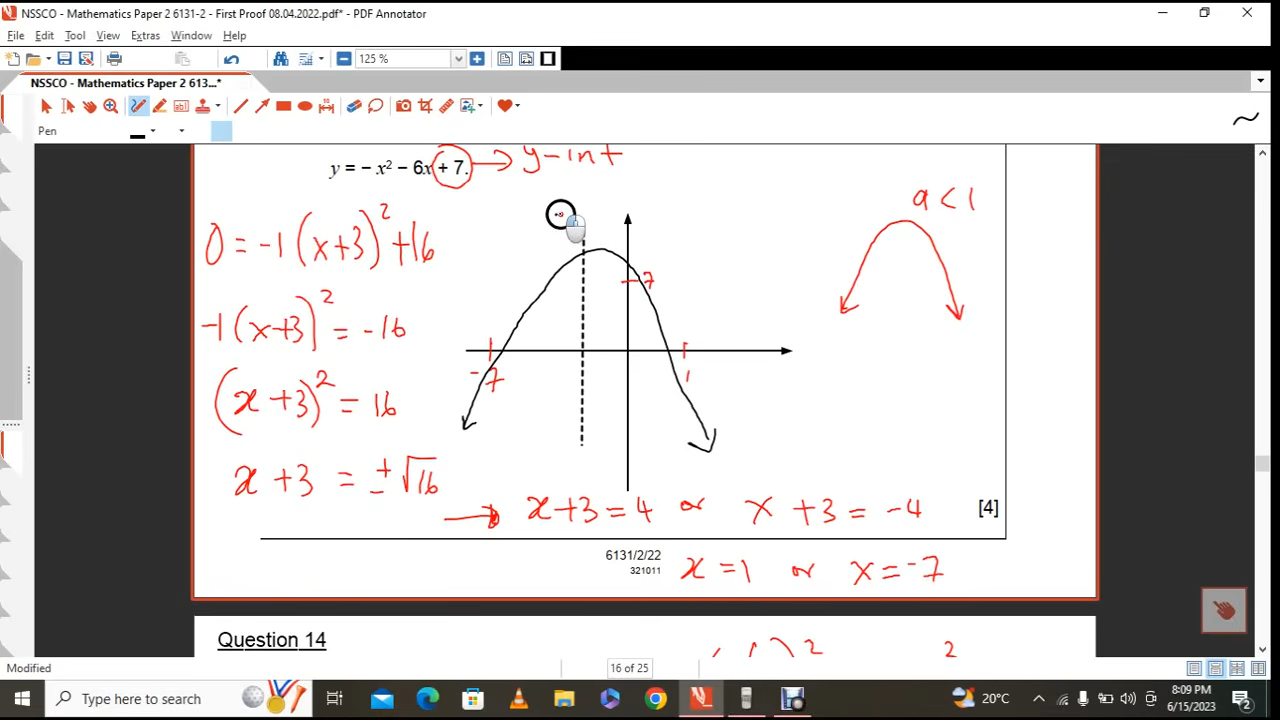 NSSCO - Mathematics Paper 2 6131-2 - First Proof 08.04.2022.pdf* - PDF Annotator
File Edit Tool View Extras Window Help
125 %
NSSCO - Mathematics Paper 2 613...*
Pen
y = − x² − 6x + 7. → y-int
a < 1
0 = -1(x+3)² + 16
7
-1(x+3)² = -16
-7
1
(x+3)² = 16
x + 3 = ±√16
→ x+3 = 4 or x + 3 = -4
[4]
6131/2/22
321011
x = 1 or x = -7
Question 14
2 2
Modified
16 of 25
Type here to search
20°C
8:09 PM
6/15/2023
2